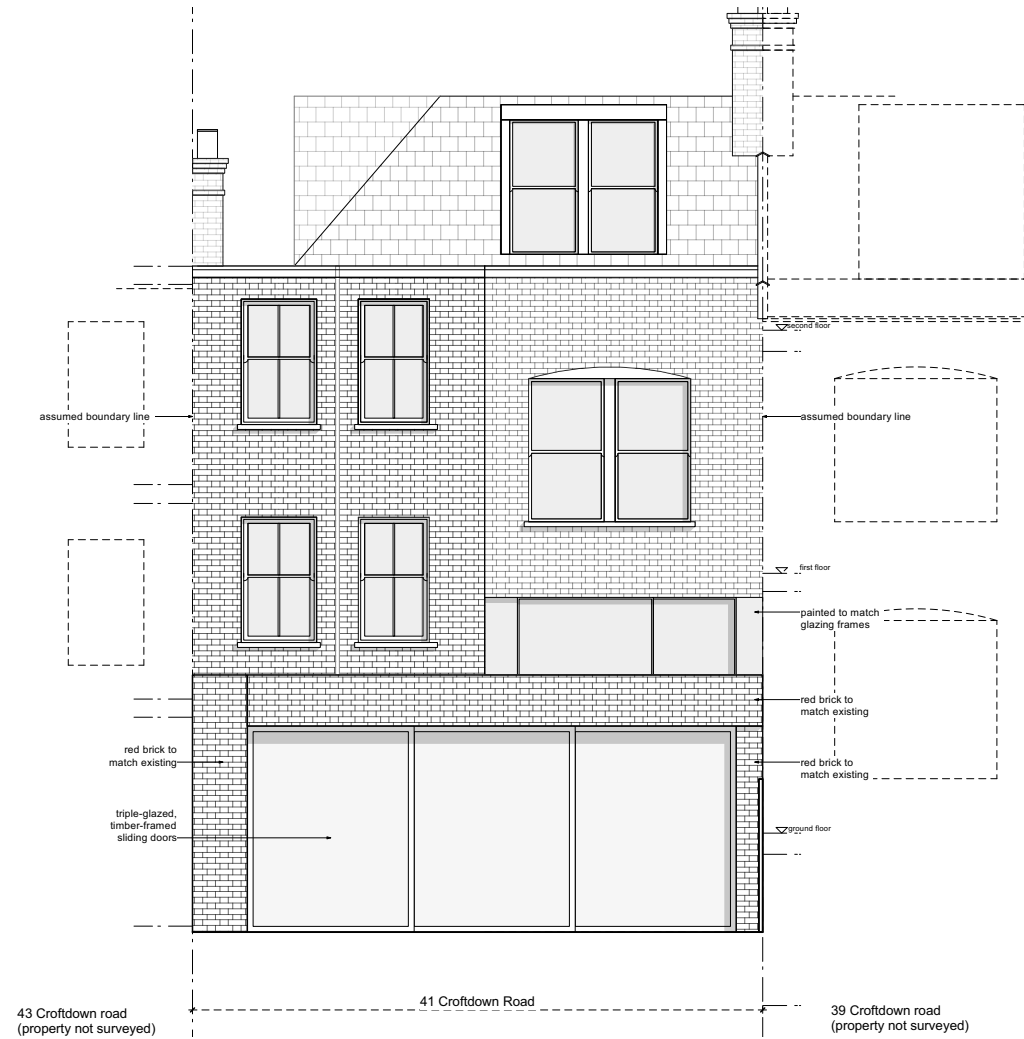 second floor
assumed boundary line
assumed boundary line
first floor
painted to match
glazing frames
red brick to
match existing
red brick to
match existing
red brick to
match existing
triple-glazed,
timber-framed
sliding doors
ground floor
41 Croftdown Road
43 Croftdown road
(property not surveyed)
39 Croftdown road
(property not surveyed)